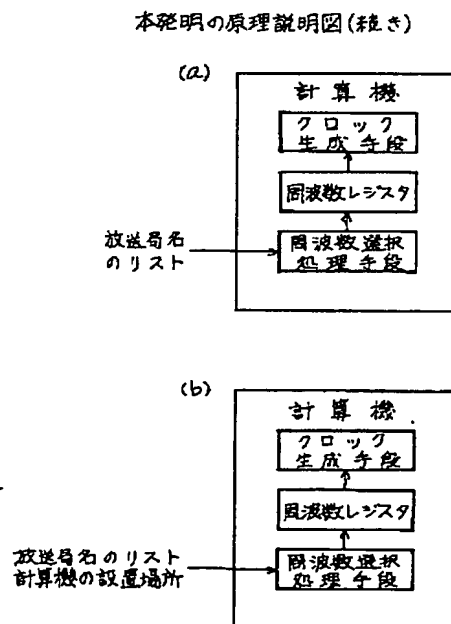 本発明の原理説明図(続き)
(a)
計算機
クロック
生成手段
周波数レジスタ
放送局名
のリスト
周波数選択
処理手段
(b)
計算機
クロック
生成手段
周波数レジスタ
放送局名のリスト
計算機の設置場所
周波数選択
処理手段